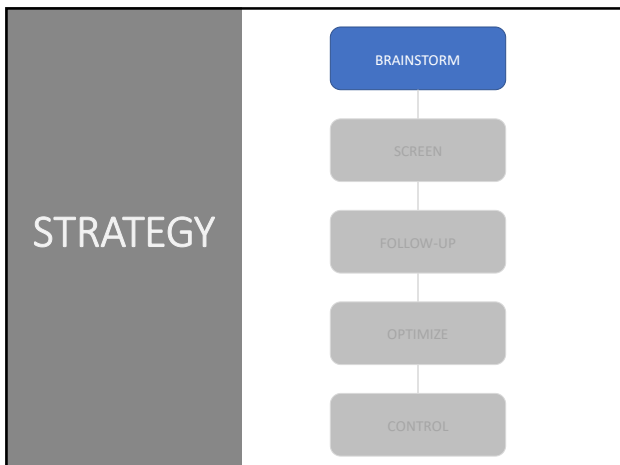 STRATEGY
BRAINSTORM
SCREEN
FOLLOW-UP
OPTIMIZE
CONTROL